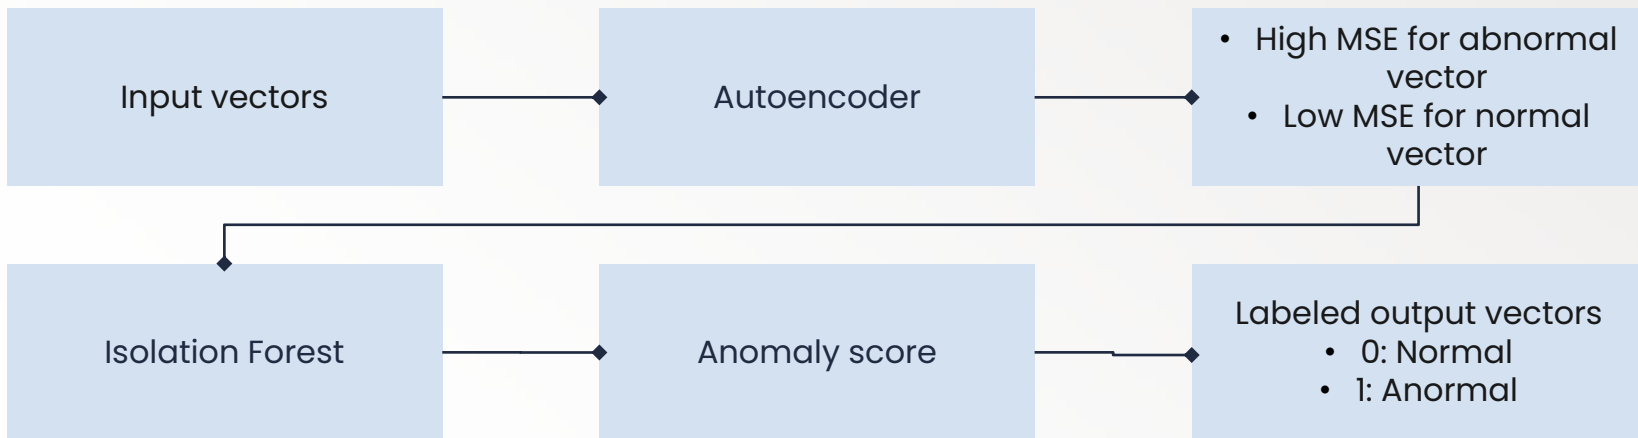 Input vectors
Autoencoder
• High MSE for abnormal
vector
• Low MSE for normal
vector
Isolation Forest
Anomaly score
Labeled output vectors
• 0: Normal
• 1: Anormal